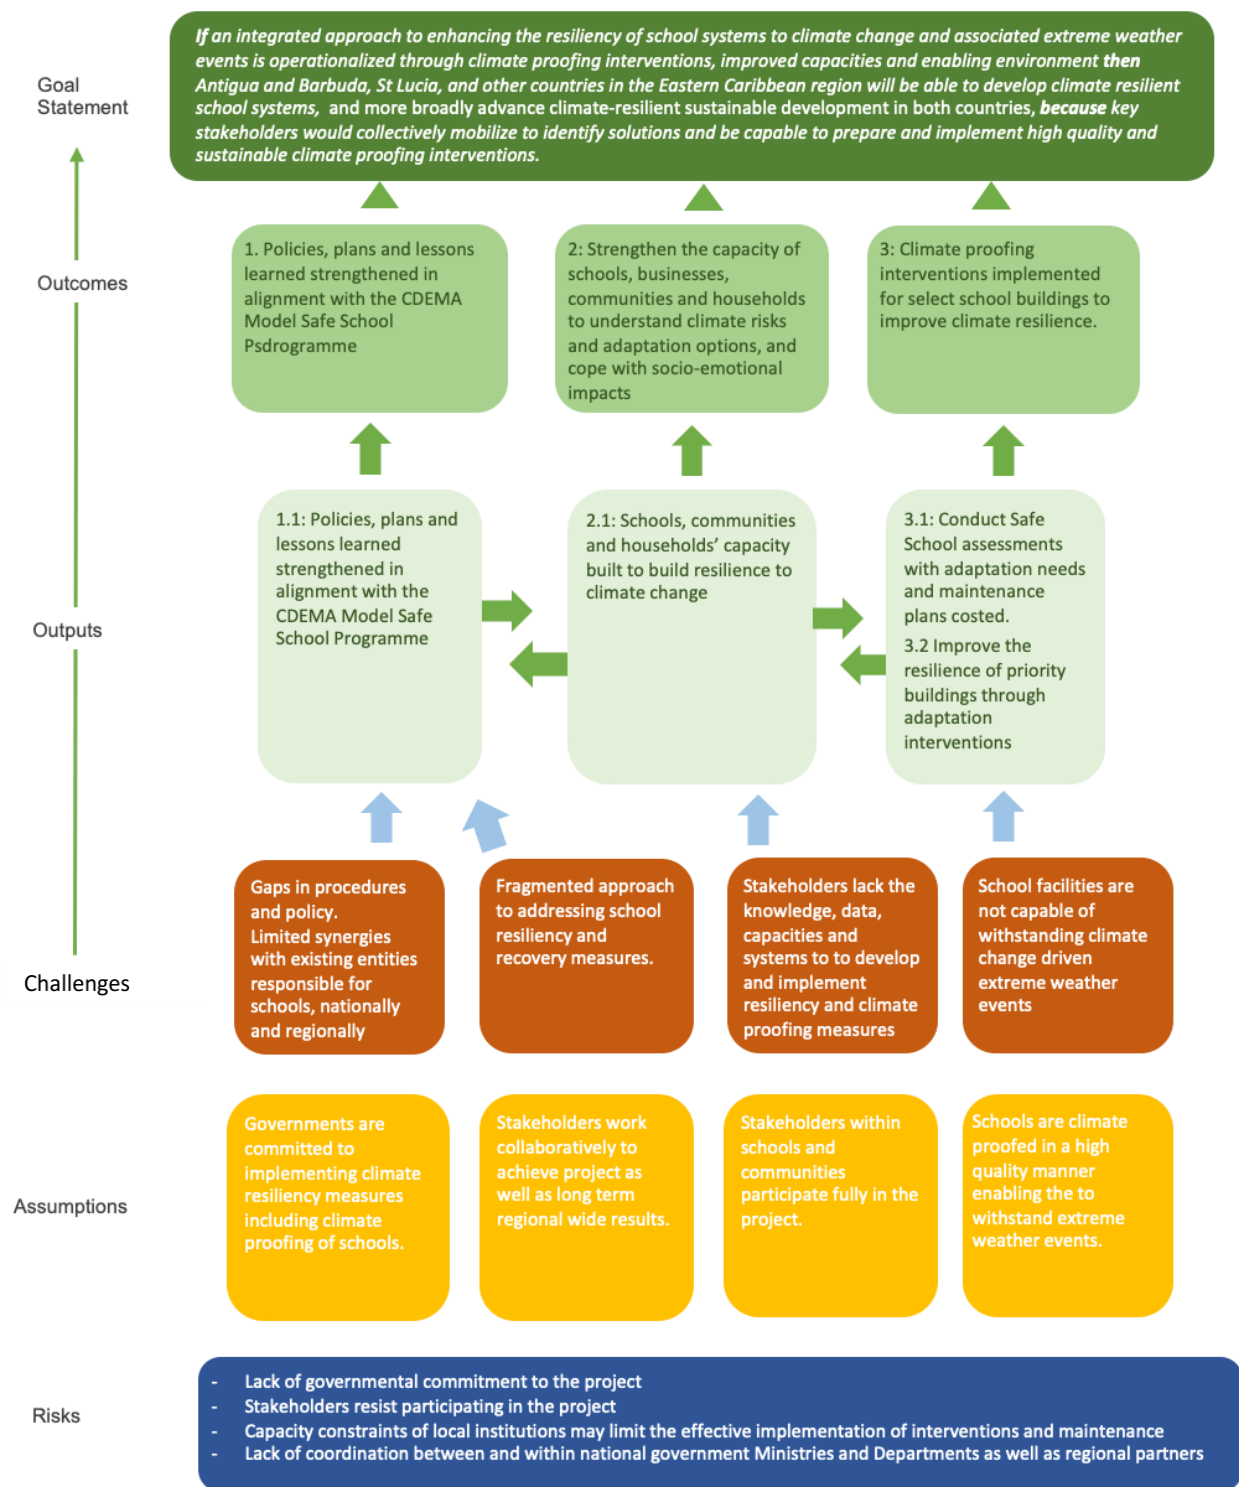 Goal
Statement
If an integrated approach to enhancing the resiliency of school systems to climate change and associated extreme weather
events is operationalized through climate proofing interventions, improved capacities and enabling environment then
Antigua and Barbuda, St Lucia, and other countries in the Eastern Caribbean region will be able to develop climate resilient
school systems, and more broadly advance climate-resilient sustainable development in both countries, because key
stakeholders would collectively mobilize to identify solutions and be capable to prepare and implement high quality and
sustainable climate proofing interventions.
Outcomes
1. Policies, plans and lessons
learned strengthened in
alignment with the CDEMA
Model Safe School
Psdrogramme
2: Strengthen the capacity of
schools, businesses,
communities and households
to understand climate risks
and adaptation options, and
cope with socio-emotional
impacts
3: Climate proofing
interventions implemented
for select school buildings to
improve climate resilience.
Outputs
1.1: Policies, plans and
lessons learned
strengthened in
alignment with the
CDEMA Model Safe
School Programme
2.1: Schools, communities
and households' capacity
built to build resilience to
climate change
3.1: Conduct Safe
School assessments
with adaptation needs
and maintenance
plans costed.
3.2 Improve the
resilience of priority
buildings through
adaptation
interventions
Challenges
Gaps in procedures
and policy.
Limited synergies
with existing entities
responsible for
schools, nationally
and regionally
Fragmented approach
to addressing school
resiliency and
recovery measures.
Stakeholders lack the
knowledge, data,
capacities and
systems to to develop
and implement
resiliency and climate
proofing measures
School facilities are
not capable of
withstanding climate
change driven
extreme weather
events
Assumptions
Governments are
committed to
implementing climate
resiliency measures
including climate
proofing of schools.
Stakeholders work
collaboratively to
achieve project as
well as long term
regional wide results.
Stakeholders within
schools and
communities
participate fully in the
project.
Schools are climate
proofed in a high
quality manner
enabling the to
withstand extreme
weather events.
Risks
- Lack of governmental commitment to the project
- Stakeholders resist participating in the project
- Capacity constraints of local institutions may limit the effective implementation of interventions and maintenance
- Lack of coordination between and within national government Ministries and Departments as well as regional partners